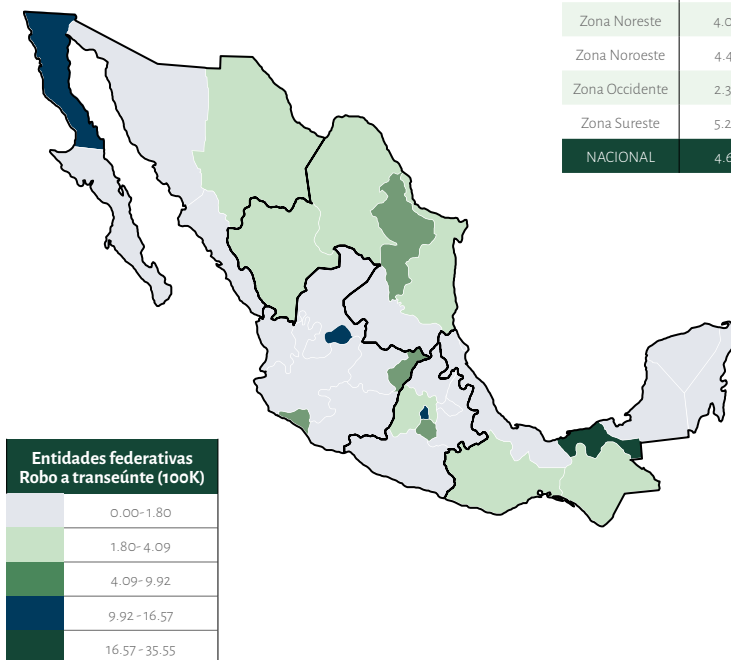 Zona Noreste 4.0
Zona Noroeste 4.4
Zona Occidente 2.3
Zona Sureste 5.2
NACIONAL 4.6
Entidades federativas
Robo a transeúnte (100K)
0.00-1.80
1.80-4.09
4.09-9.92
9.92-16.57
16.57-35.55